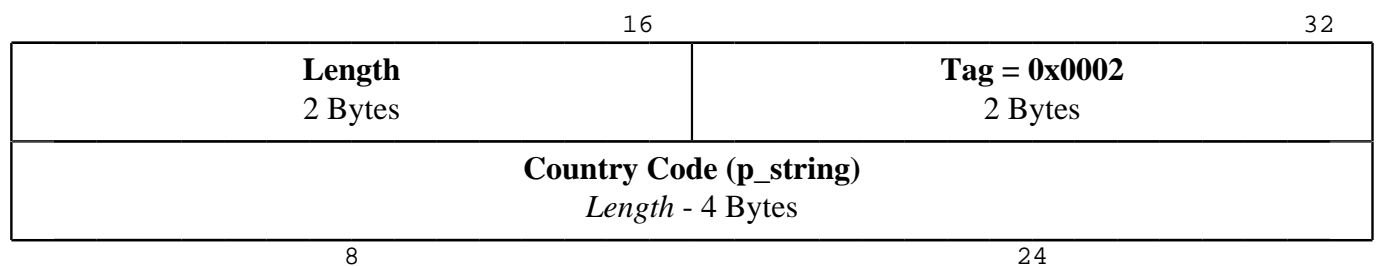 16 32
Length Tag = 0x0002
2 Bytes 2 Bytes
Country Code (p_string)
Length - 4 Bytes
8 24